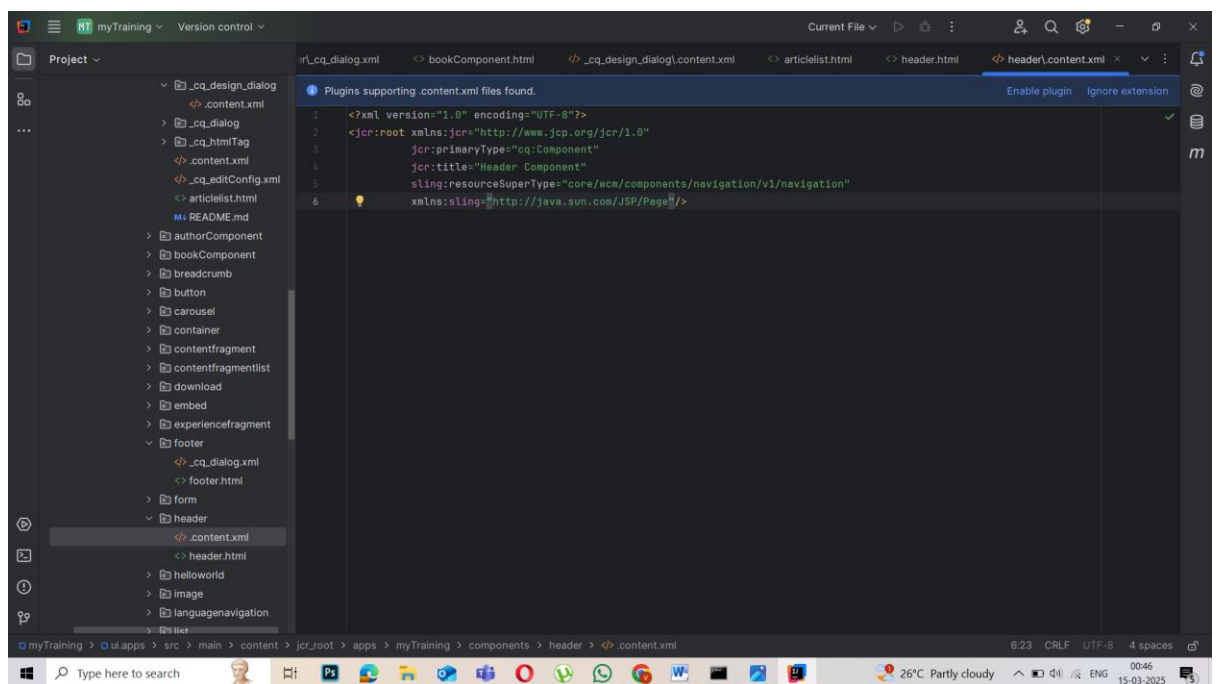 MT myTraining Version control Current File
Project
er\_cq_dialog.xml bookComponent.html _cq_design_dialog\.content.xml articlelist.html header.html header\.content.xml
Plugins supporting .content.xml files found. Enable plugin Ignore extension
_cq_design_dialog
.content.xml
_cq_dialog
_cq_htmlTag
.content.xml
_cq_editConfig.xml
articlelist.html
M↓ README.md
authorComponent
bookComponent
breadcrumb
button
carousel
container
contentfragment
contentfragmentlist
download
embed
experiencefragment
footer
_cq_dialog.xml
footer.html
form
header
.content.xml
header.html
helloworld
image
languagenavigation
list
1 <?xml version="1.0" encoding="UTF-8"?>
2 <jcr:root xmlns:jcr="http://www.jcp.org/jcr/1.0"
3 jcr:primaryType="cq:Component"
4 jcr:title="Header Component"
5 sling:resourceSuperType="core/wcm/components/navigation/v1/navigation"
6 xmlns:sling="http://java.sun.com/JSP/Page"/>
m
myTraining > ui.apps > src > main > content > jcr_root > apps > myTraining > components > header > .content.xml 6:23 CRLF UTF-8 4 spaces
Type here to search Ps W 26°C Partly cloudy ENG 00:46
15-03-2025 5